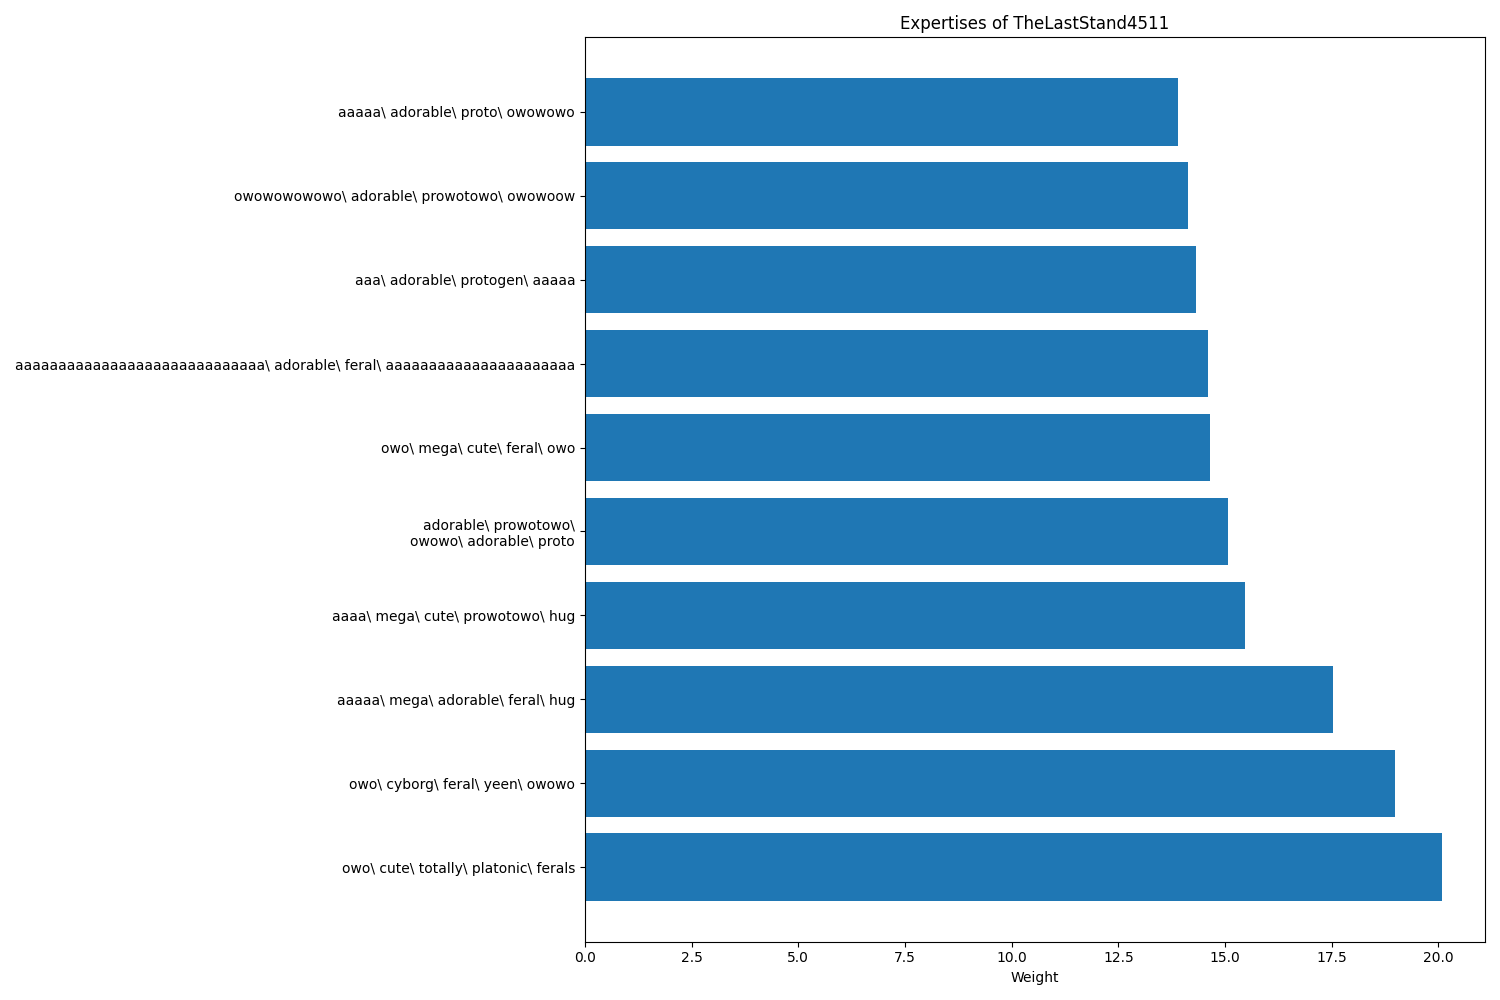 Expertises of TheLastStand4511
aaaaa\ adorable\ proto\ owowowo
owowowowowo\ adorable\ prowotowo\ owowoow
aaa\ adorable\ protogen\ aaaaa
aaaaaaaaaaaaaaaaaaaaaaaaaaaaa\ adorable\ feral\ aaaaaaaaaaaaaaaaaaaaaa
owo\ mega\ cute\ feral\ owo
adorable\ prowotowo\
owowo\ adorable\ proto
aaaa\ mega\ cute\ prowotowo\ hug
aaaaa\ mega\ adorable\ feral\ hug
owo\ cyborg\ feral\ yeen\ owowo
owo\ cute\ totally\ platonic\ ferals
0.0 2.5 5.0 7.5 10.0 12.5 15.0 17.5 20.0
Weight